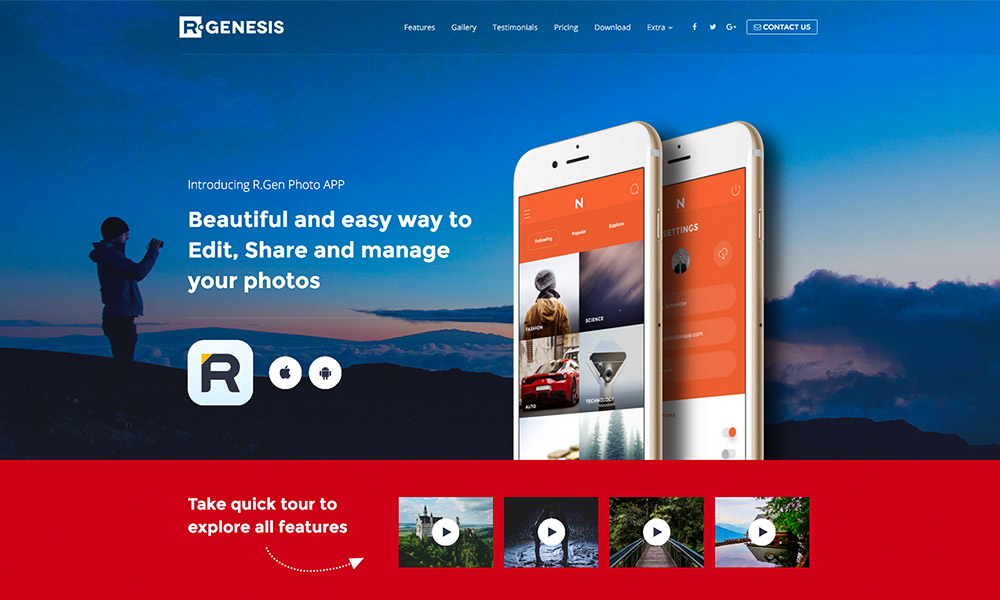 R. GENESIS
Features Gallery Testimonials Pricing Download Extra CONTACT US
Introducing R.Gen Photo APP
Beautiful and easy way to
Edit, Share and manage
your photos
R
N
Following Popular Explore
FASHION SCIENCE
AUTO TECHNOLOGY
N
SETTINGS
Take quick tour to
explore all features